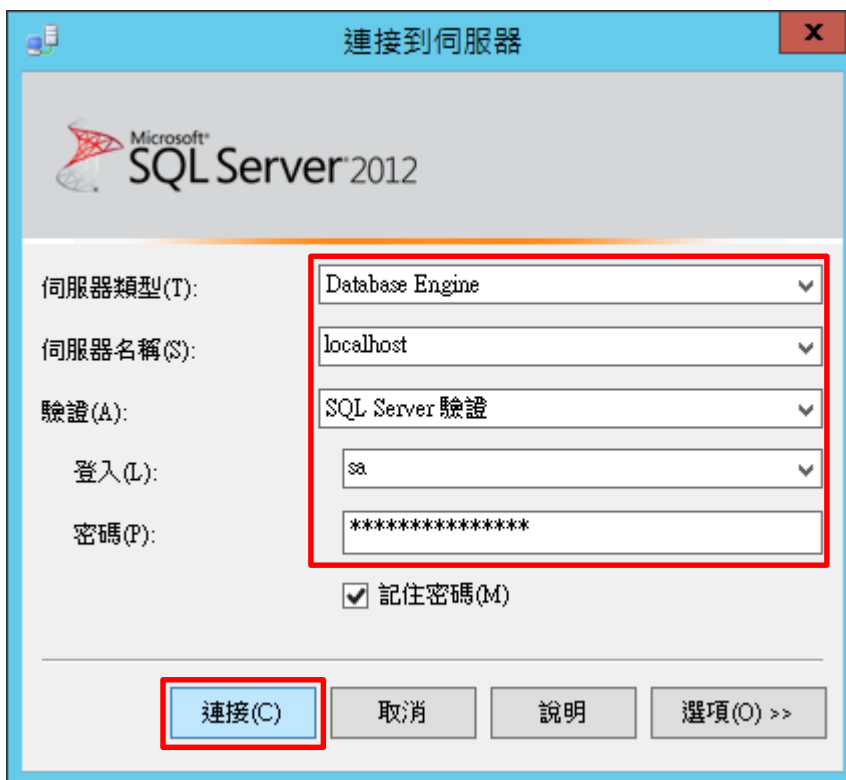 連接到伺服器
Microsoft®
SQL Server® 2012
伺服器類型(T):
Database Engine
伺服器名稱(S):
localhost
驗證(A):
SQL Server 驗證
登入(L):
sa
密碼(P):
***************
記住密碼(M)
連接(C)
取消
說明
選項(O) >>